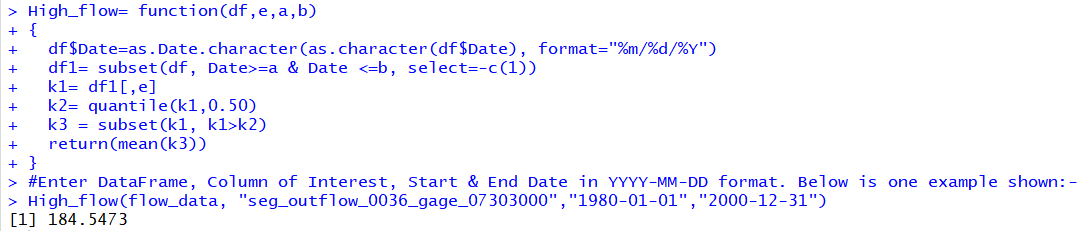 > High_flow= function(df,e,a,b)
+ {
+   df$Date=as.Date.character(as.character(df$Date), format="%m/%d/%Y")
+   df1= subset(df, Date>=a & Date <=b, select=-c(1))
+   k1= df1[,e]
+   k2= quantile(k1,0.50)
+   k3 = subset(k1, k1>k2)
+   return(mean(k3))
+ }
> #Enter DataFrame, Column of Interest, Start & End Date in YYYY-MM-DD format. Below is one example shown:-
> High_flow(flow_data, "seg_outflow_0036_gage_07303000","1980-01-01","2000-12-31")
[1] 184.5473